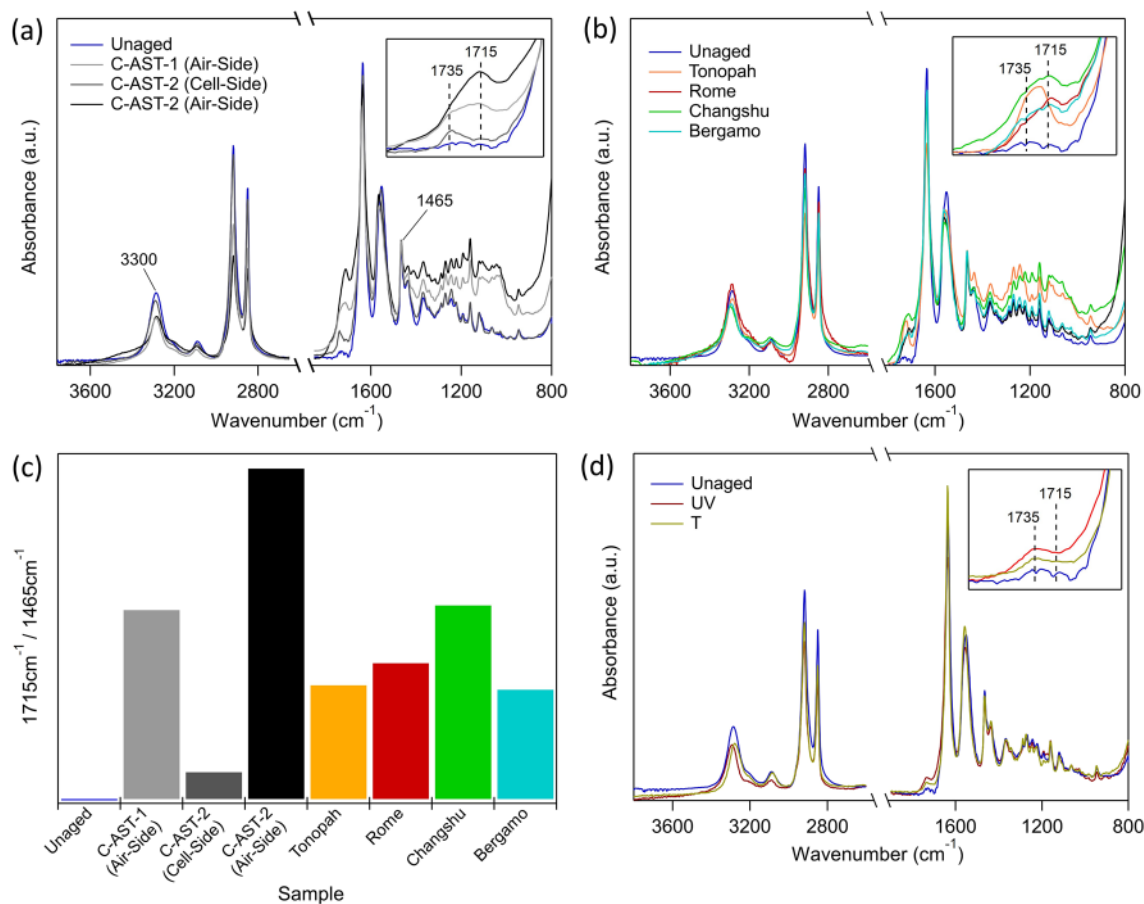 (a)
Unaged
C-AST-1 (Air-Side)
C-AST-2 (Cell-Side)
C-AST-2 (Air-Side)
1715
1735
3300
1465
Absorbance (a.u.)
3600 2800 1600 1200 800
Wavenumber (cm-1)
(b)
Unaged
Tonopah
Rome
Changshu
Bergamo
1715
1735
Absorbance (a.u.)
3600 2800 1600 1200 800
Wavenumber (cm-1)
(c)
1715cm-1 / 1465cm-1
Unaged
C-AST-1
(Air-Side)
C-AST-2
(Cell-Side)
C-AST-2
(Air-Side)
Tonopah
Rome
Changshu
Bergamo
Sample
(d)
Unaged
UV
T
1715
1735
Absorbance (a.u.)
3600 3200 2800 1600 1200 800
Wavenumber (cm-1)